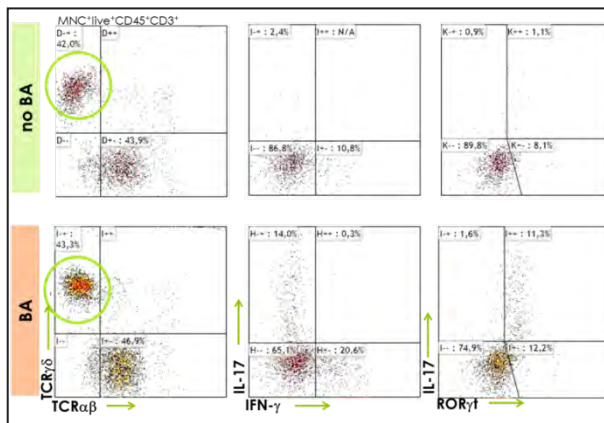 MNC⁺live⁺CD45⁺CD3⁺
no BA
D-+ : 42,0%
D++
D--
D+- : 43,9%
I-+ : 2,4%
I++ : N/A
I-- : 86,8%
I+- : 10,8%
K-+ : 0,9%
K++ : 1,1%
K-- : 89,8%
K+- : 8,1%
BA
I-+ : 43,3%
I++
I--
I+- : 46,9%
H-+ : 14,0%
H++ : 0,3%
H-- : 65,1%
H+- : 20,6%
I-+ : 1,6%
I++ : 11,3%
I-- : 74,9%
I+- : 12,2%
TCRγδ
TCRαβ
IL-17
IFN-γ
IL-17
RORγt